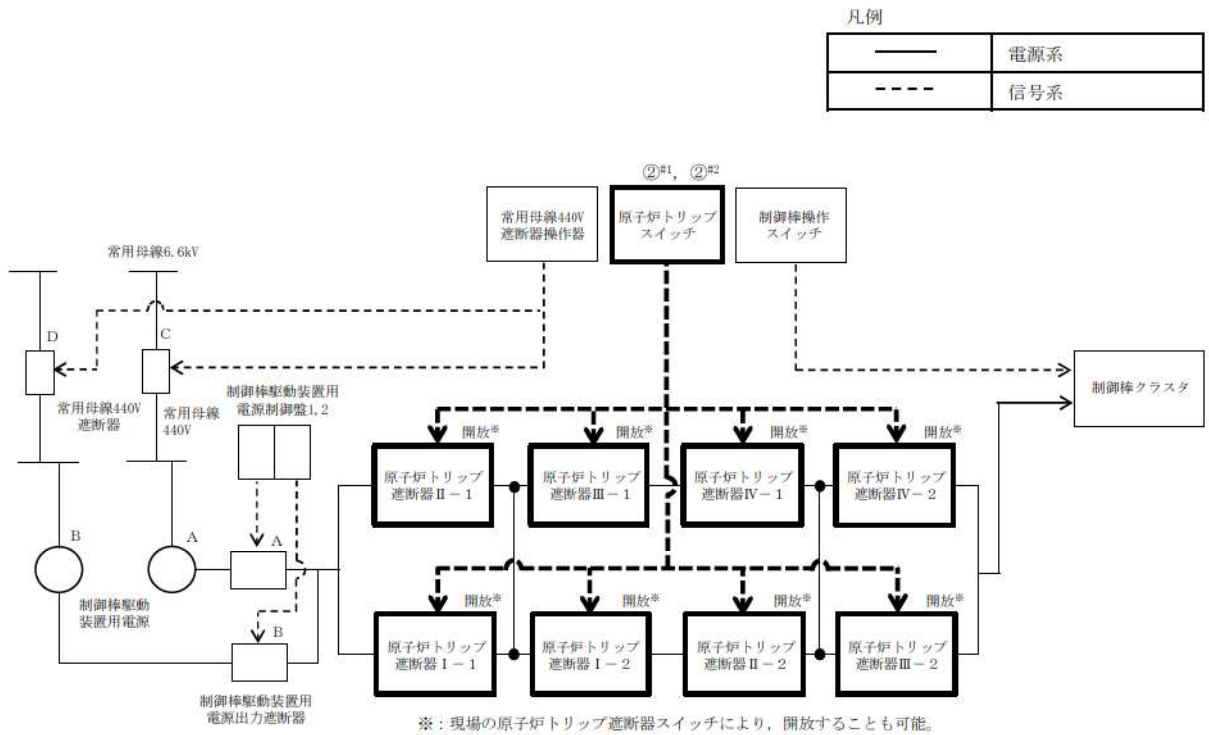 凡例
電源系
信号系
②#1, ②#2
常用母線440V
遮断器操作器
原子炉トリップ
スイッチ
制御棒操作
スイッチ
常用母線6.6kV
D
C
常用母線440V
遮断器
常用母線
440V
制御棒駆動装置用
電源制御盤1,2
制御棒クラスタ
開放※
開放※
開放※
開放※
原子炉トリップ
遮断器Ⅱ－1
原子炉トリップ
遮断器Ⅲ－1
原子炉トリップ
遮断器Ⅳ－1
原子炉トリップ
遮断器Ⅳ－2
B
A
A
制御棒駆動
装置用電源
B
制御棒駆動装置用
電源出力遮断器
開放※
開放※
開放※
開放※
原子炉トリップ
遮断器Ⅰ－1
原子炉トリップ
遮断器Ⅰ－2
原子炉トリップ
遮断器Ⅱ－2
原子炉トリップ
遮断器Ⅲ－2
※：現場の原子炉トリップ遮断器スイッチにより，開放することも可能。